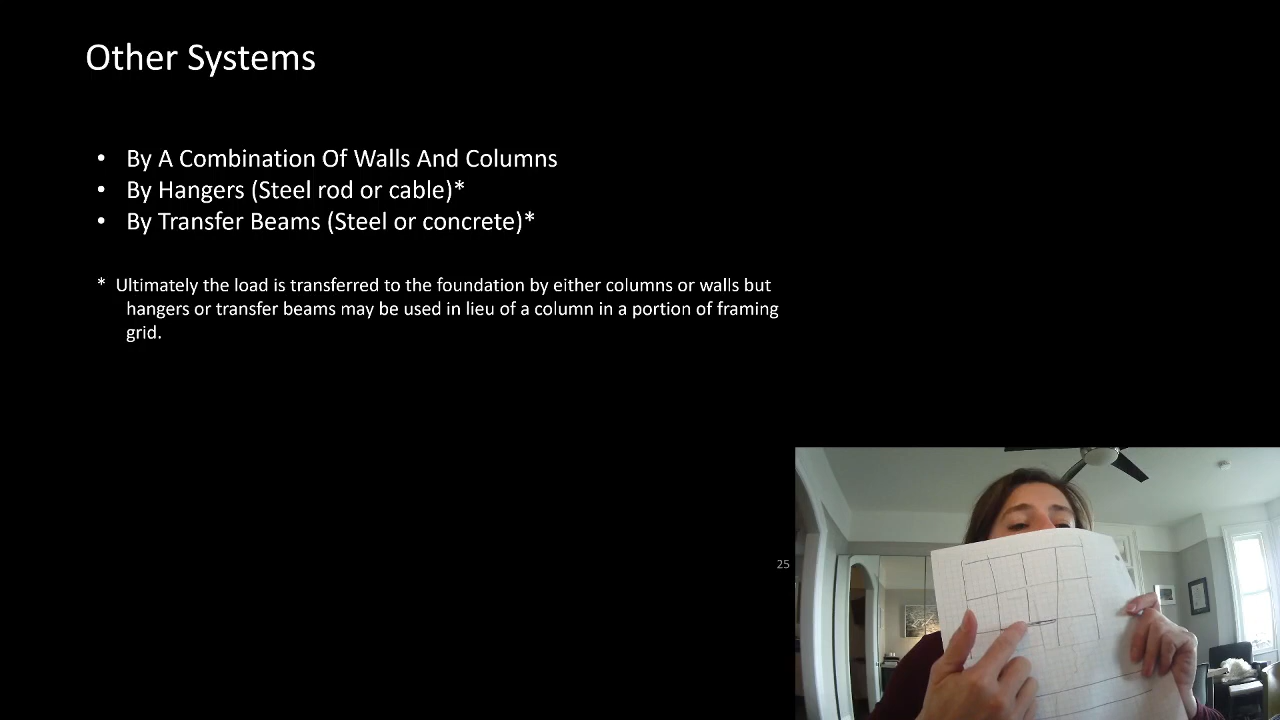 Other Systems
• By A Combination Of Walls And Columns
• By Hangers (Steel rod or cable)*
• By Transfer Beams (Steel or concrete)*
* Ultimately the load is transferred to the foundation by either columns or walls but
hangers or transfer beams may be used in lieu of a column in a portion of framing
grid.
25